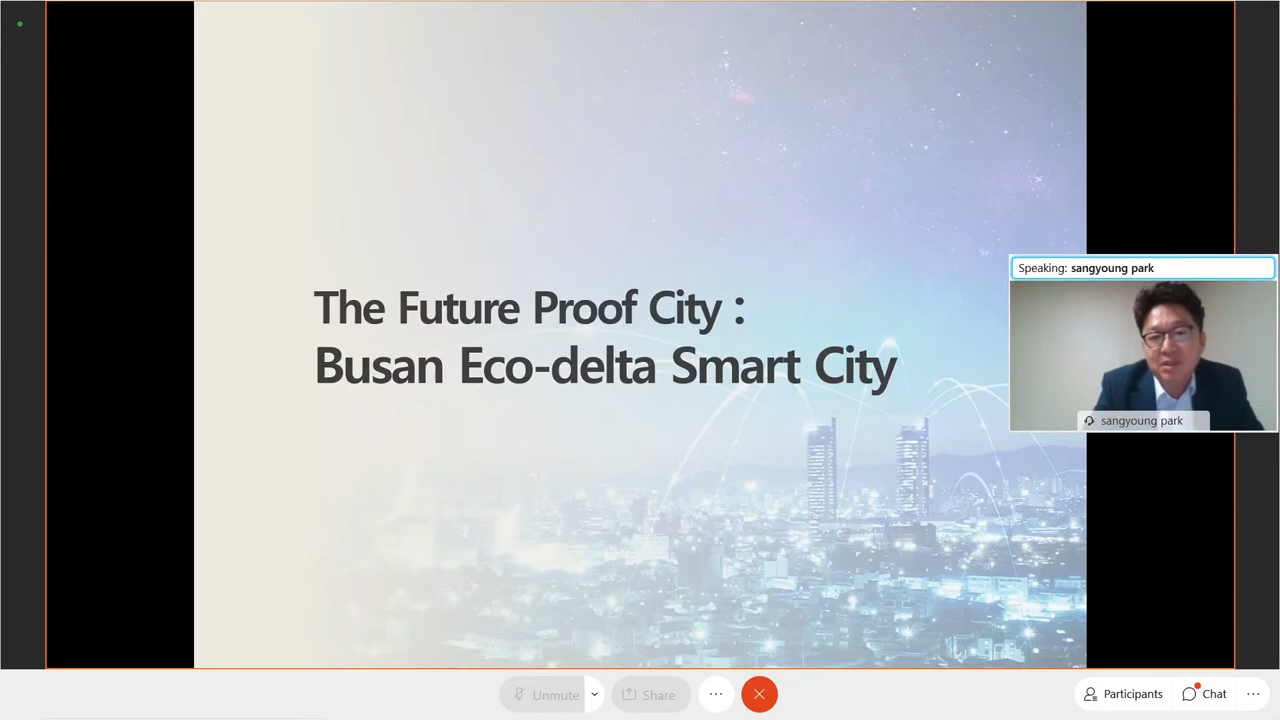 The Future Proof City :
Busan Eco-delta Smart City
Speaking: sangyoung park
sangyoung park
Unmute
Share
Participants
Chat